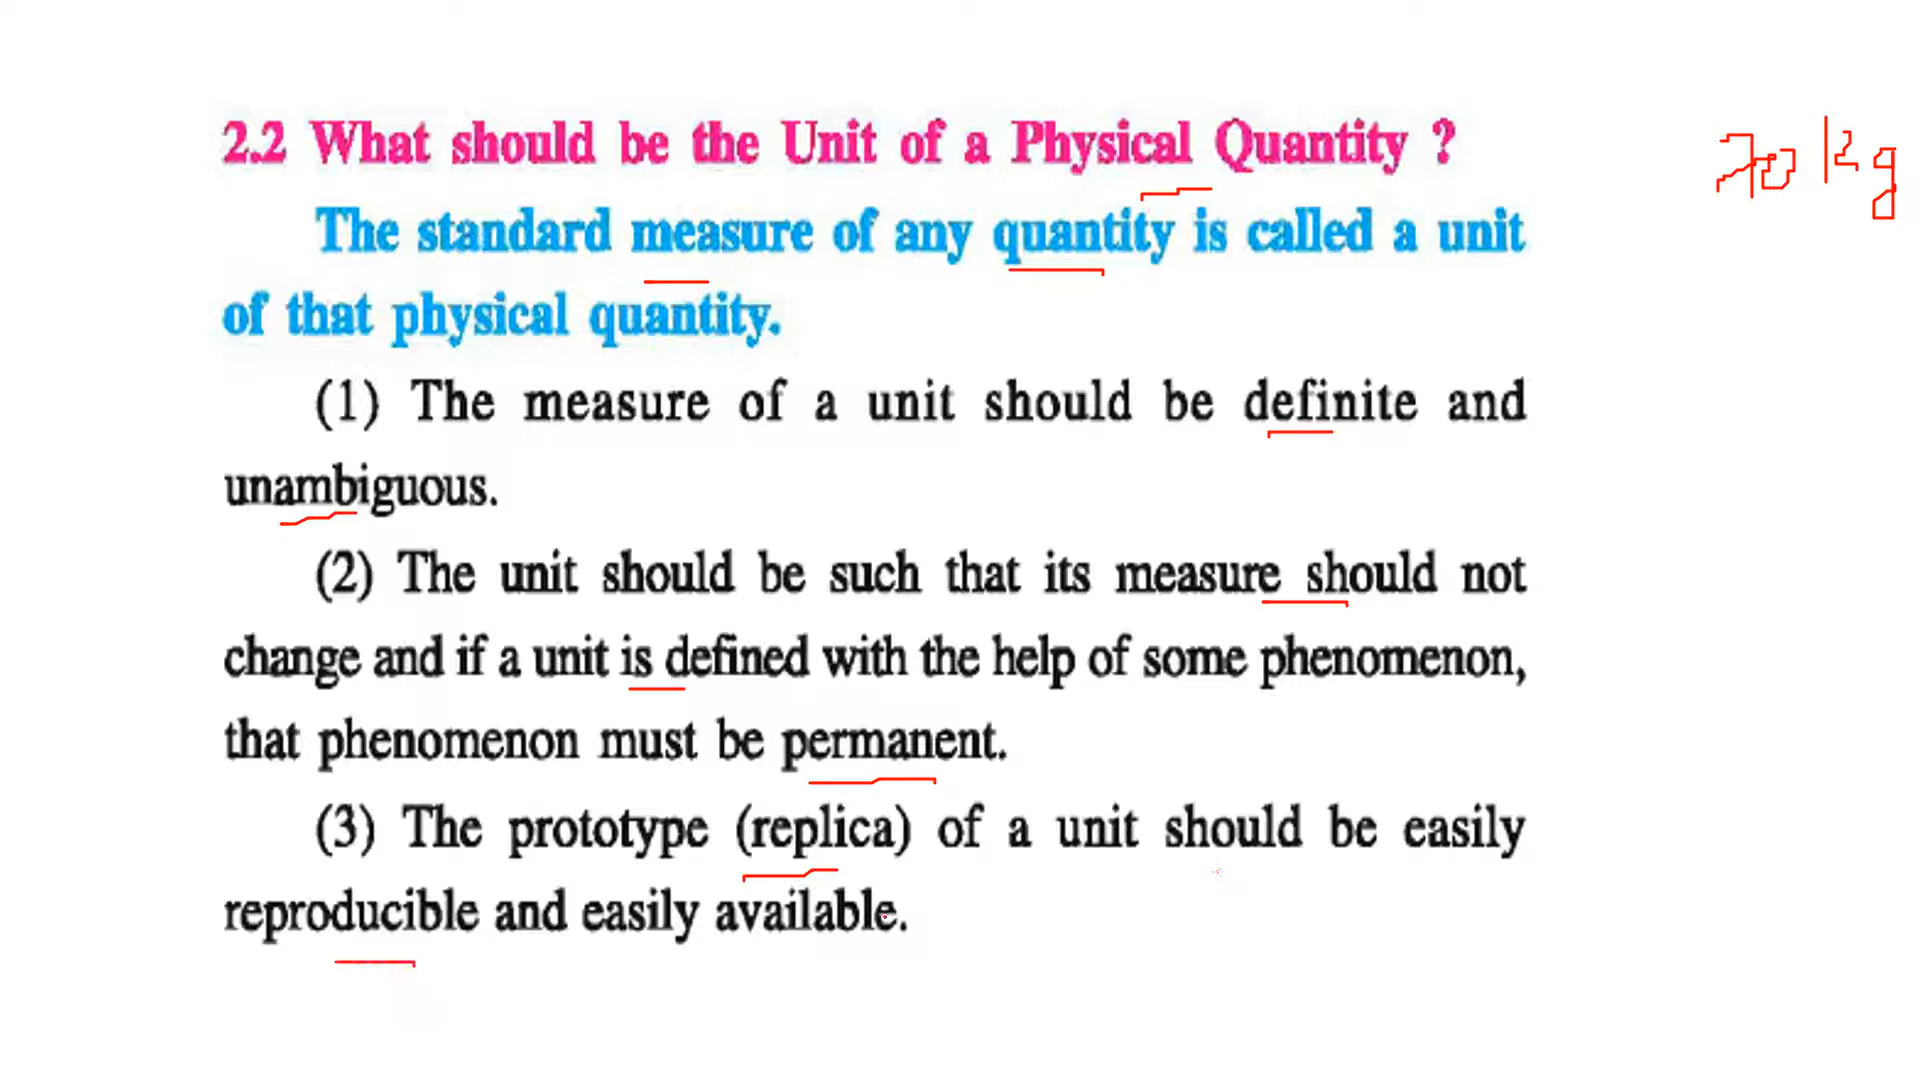 2.2 What should be the Unit of a Physical Quantity ?
70 kg
The standard measure of any quantity is called a unit
of that physical quantity.
(1) The measure of a unit should be definite and
unambiguous.
(2) The unit should be such that its measure should not
change and if a unit is defined with the help of some phenomenon,
that phenomenon must be permanent.
(3) The prototype (replica) of a unit should be easily
reproducible and easily available.